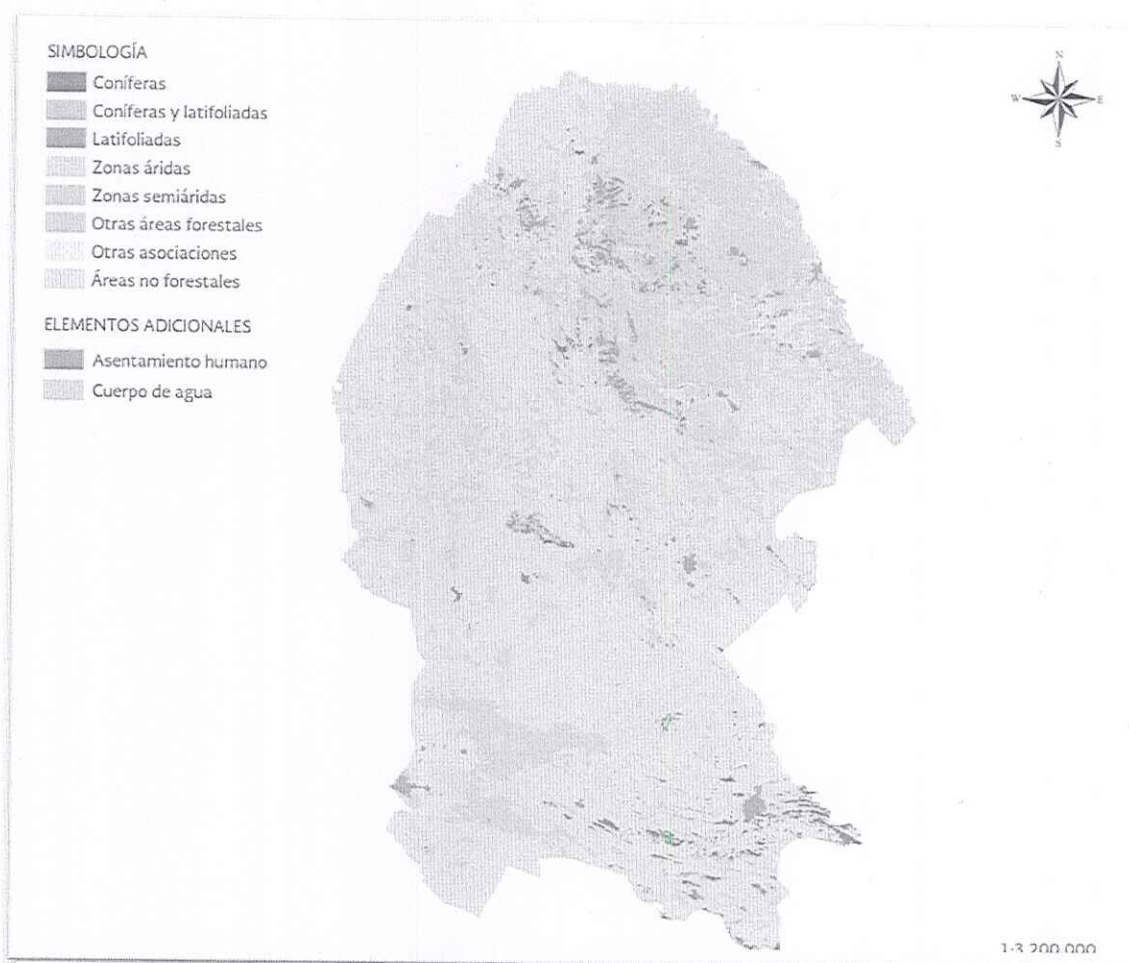 SIMBOLOGÍA
Coníferas
Coníferas y latifoliadas
Latifoliadas
Zonas áridas
Zonas semiáridas
Otras áreas forestales
Otras asociaciones
Áreas no forestales
ELEMENTOS ADICIONALES
Asentamiento humano
Cuerpo de agua
N
W
E
S
1:3 200 000